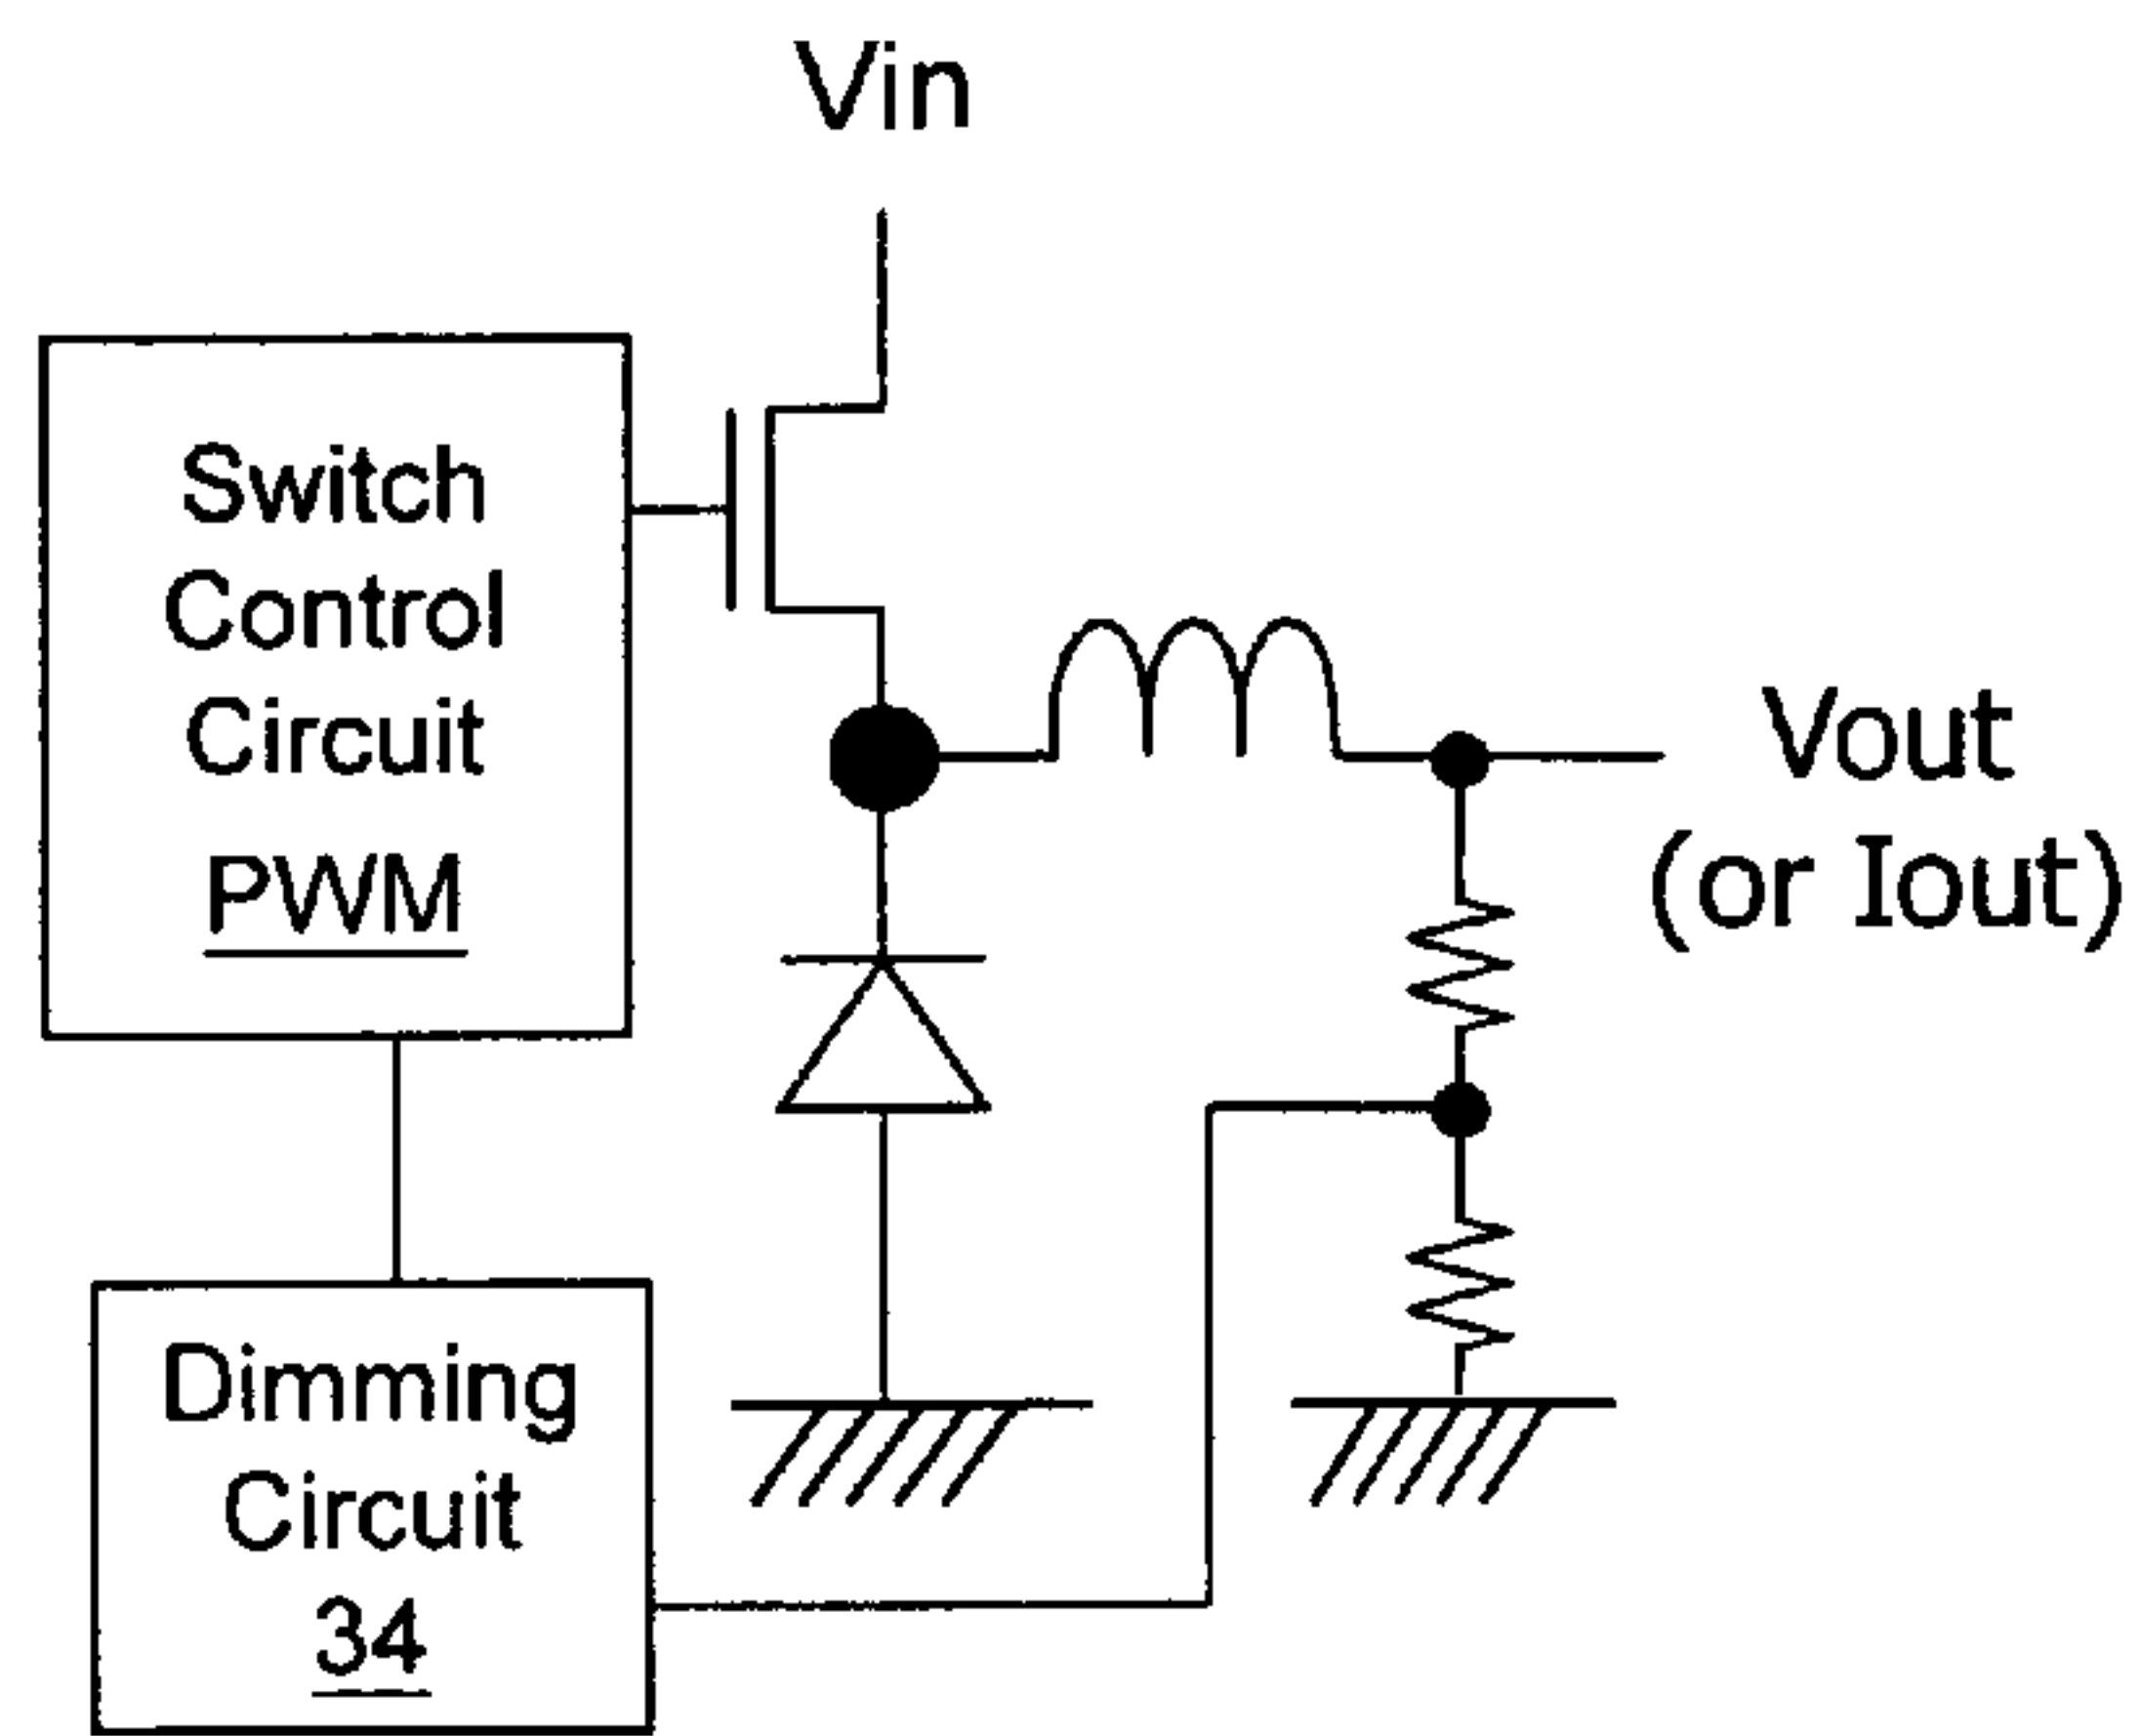 Vin
Switch
Control
Circuit
PWM
Vout
(or Iout)
Dimming
Circuit
34